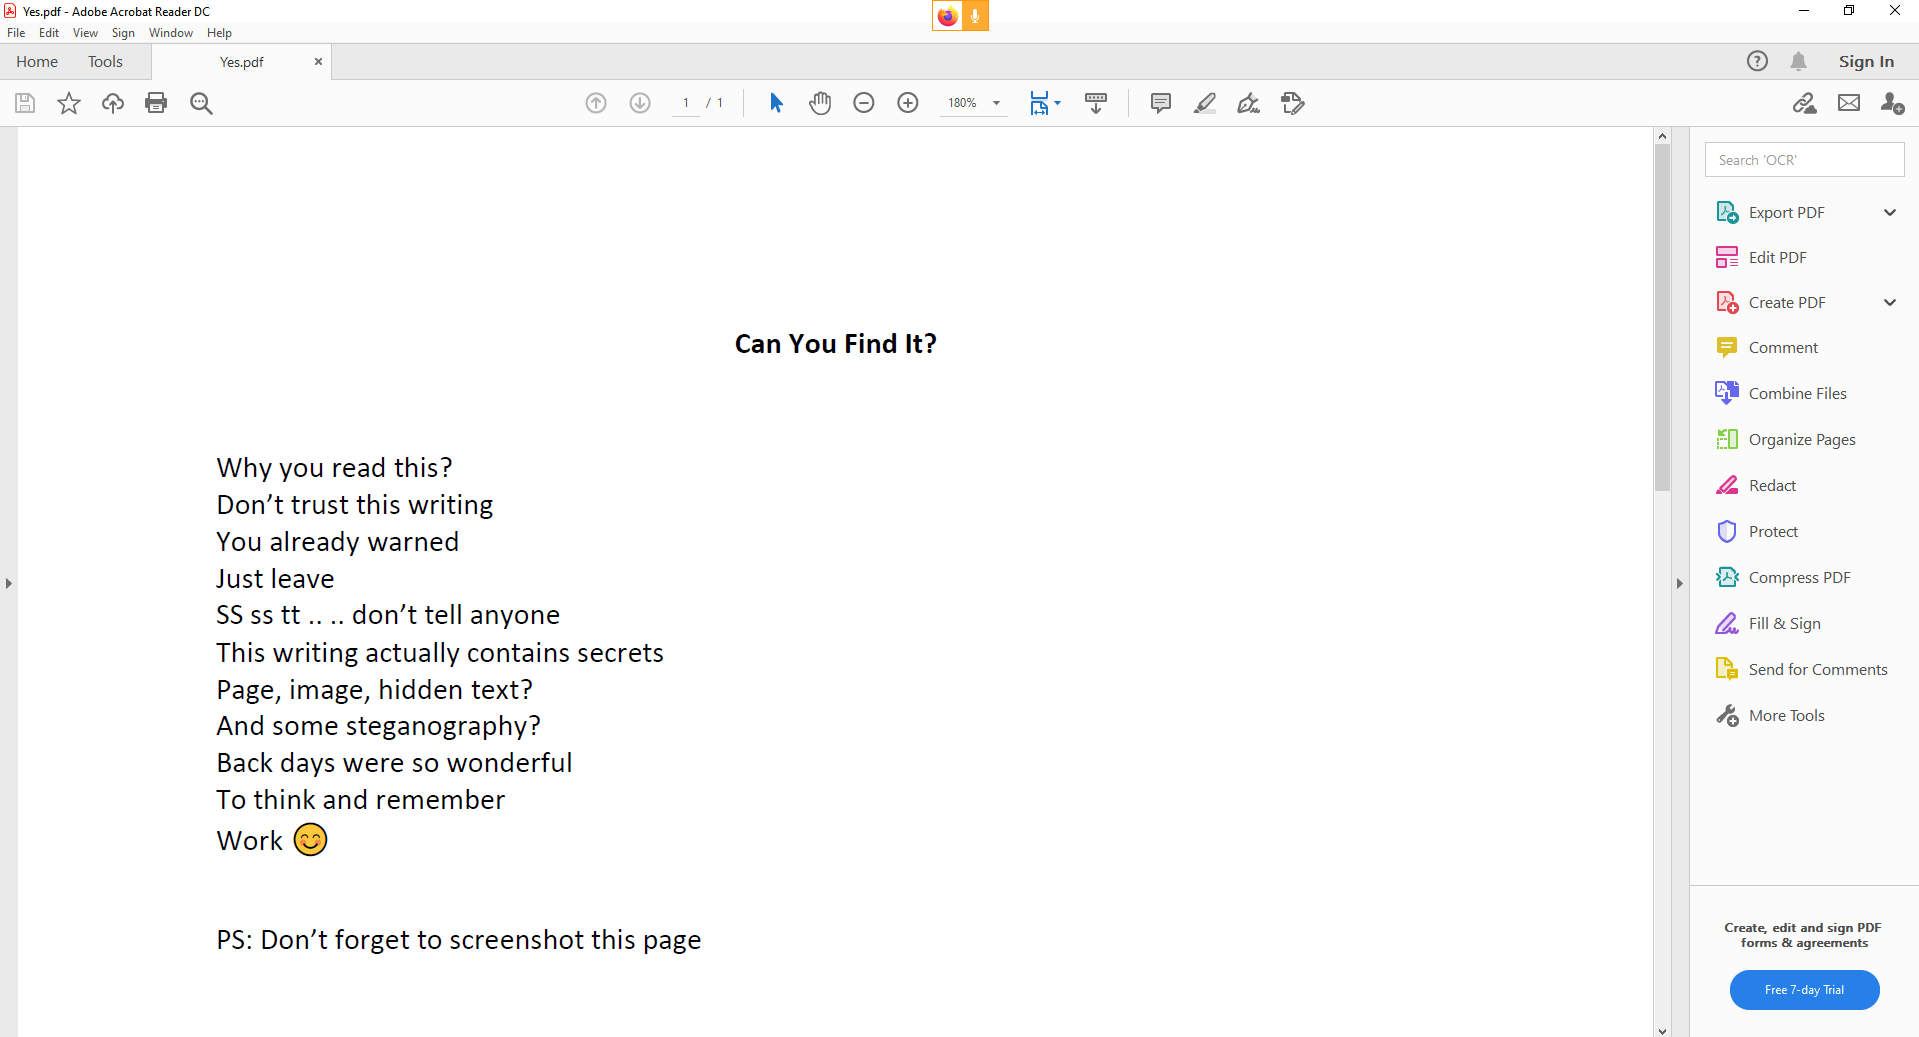 Yes.pdf - Adobe Acrobat Reader DC
File Edit View Sign Window Help
Home Tools Yes.pdf × Sign In
1 / 1 180%
Search 'OCR'
Export PDF
Edit PDF
Create PDF
Comment
Combine Files
Organize Pages
Redact
Protect
Compress PDF
Fill & Sign
Send for Comments
More Tools
Create, edit and sign PDF
forms & agreements
Free 7-day Trial
Can You Find It?
Why you read this?
Don’t trust this writing
You already warned
Just leave
SS ss tt .. .. don’t tell anyone
This writing actually contains secrets
Page, image, hidden text?
And some steganography?
Back days were so wonderful
To think and remember
Work 😊
PS: Don’t forget to screenshot this page